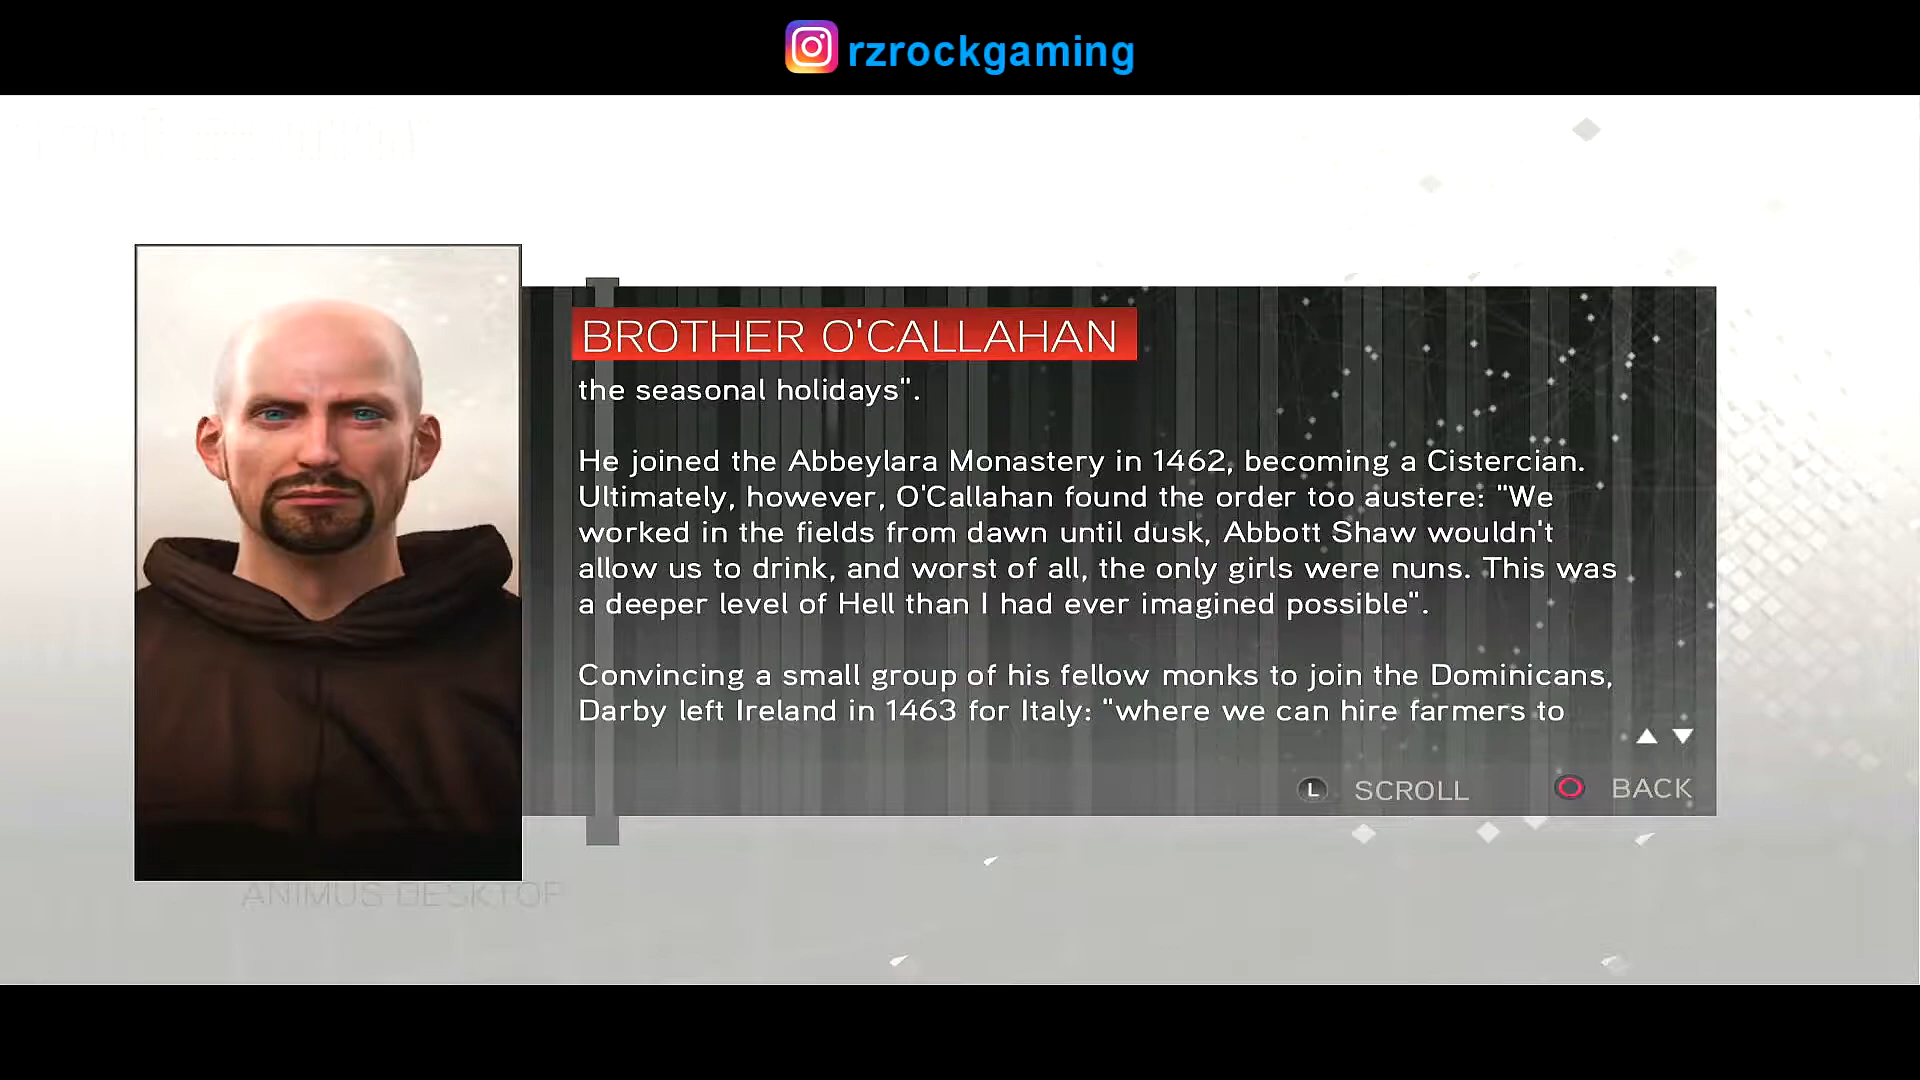 rzrockgaming
BROTHER O'CALLAHAN
the seasonal holidays".
He joined the Abbeylara Monastery in 1462, becoming a Cistercian.
Ultimately, however, O'Callahan found the order too austere: "We
worked in the fields from dawn until dusk, Abbott Shaw wouldn't
allow us to drink, and worst of all, the only girls were nuns. This was
a deeper level of Hell than I had ever imagined possible".
Convincing a small group of his fellow monks to join the Dominicans,
Darby left Ireland in 1463 for Italy: "where we can hire farmers to
L SCROLL BACK
ANIMUS DESKTOP